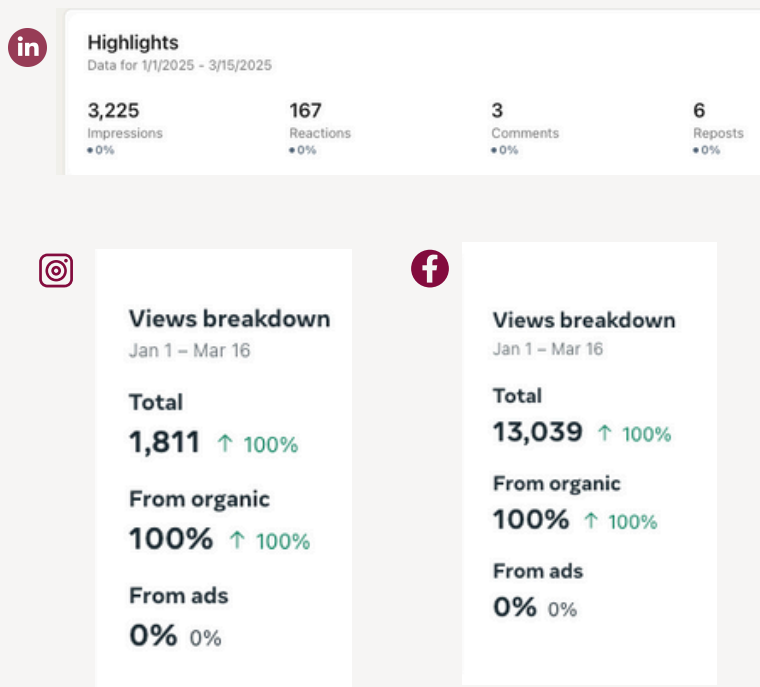 in
Highlights
Data for 1/1/2025 - 3/15/2025
3,225 167 3 6
Impressions Reactions Comments Reposts
•0% •0% •0% •0%
Views breakdown
Jan 1 – Mar 16
Total
1,811 ↑ 100%
From organic
100% ↑ 100%
From ads
0% 0%
f
Views breakdown
Jan 1 – Mar 16
Total
13,039 ↑ 100%
From organic
100% ↑ 100%
From ads
0% 0%